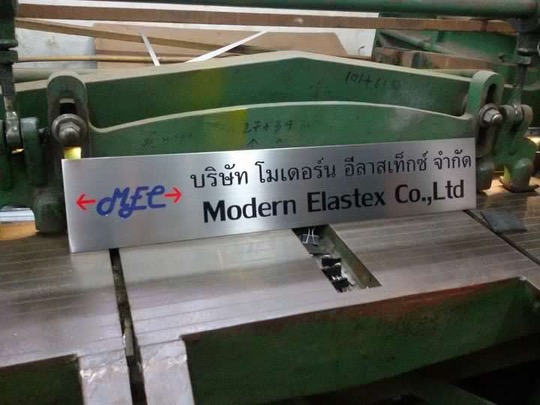 MEC
บริษัท โมเดอร์น อีลาสเท็กซ์ จำกัด
Modern Elastex Co.,Ltd